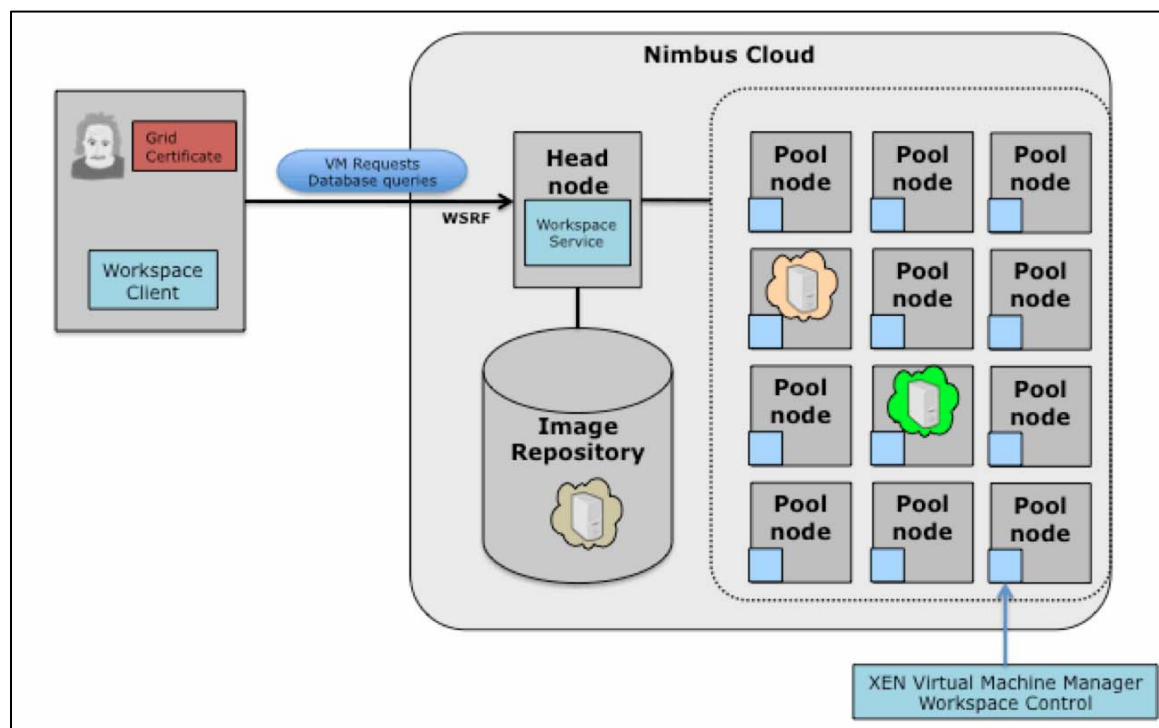 Nimbus Cloud
Grid
Certificate
Workspace
Client
VM Requests
Database queries
WSRF
Head
node
Workspace
Service
Image
Repository
Pool
node
Pool
node
Pool
node
Pool
node
Pool
node
Pool
node
Pool
node
Pool
node
Pool
node
Pool
node
XEN Virtual Machine Manager
Workspace Control